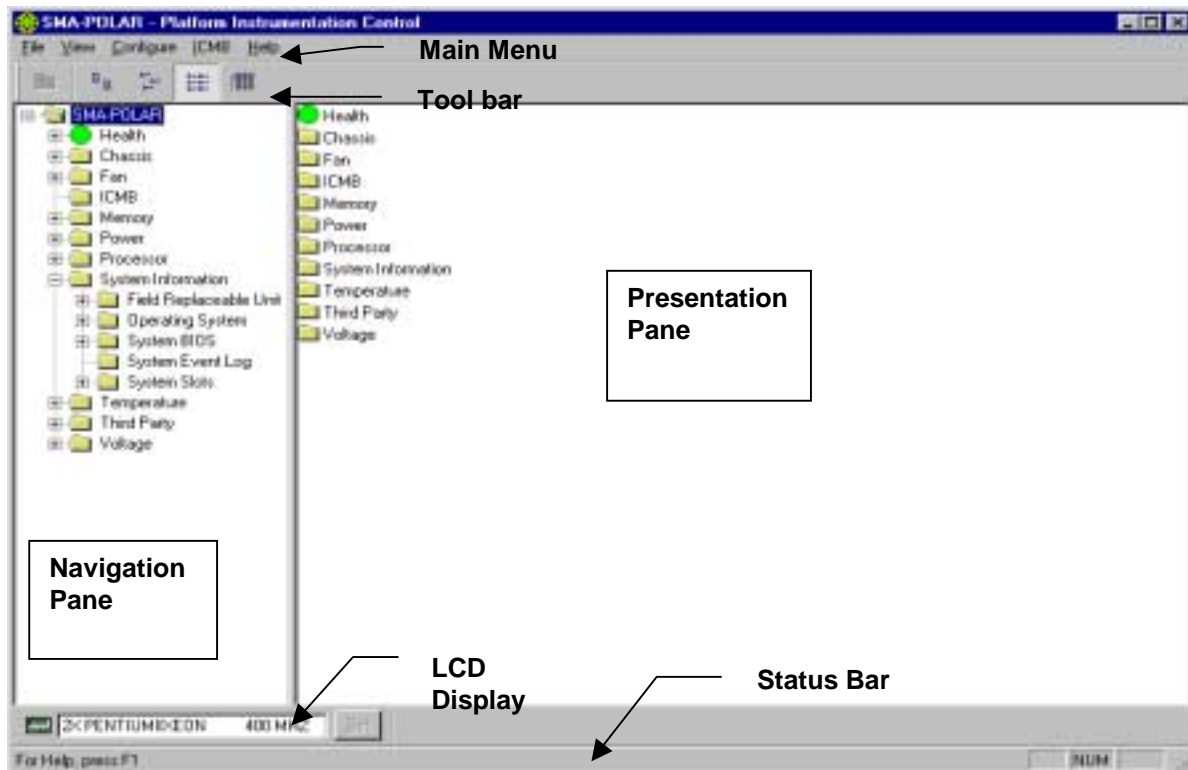 SMA-POLAR - Platform Instrumentation Control
File View Configure ICMB Help
Main Menu
Tool bar
SMA-POLAR
Health
Chassis
Fan
ICMB
Memory
Power
Processor
System Information
Field Replaceable Unit
Operating System
System BIOS
System Event Log
System Slots
Temperature
Third Party
Voltage
Health
Chassis
Fan
ICMB
Memory
Power
Processor
System Information
Temperature
Third Party
Voltage
Presentation
Pane
Navigation
Pane
LCD
Display
Status Bar
400 MHZ
For Help, press F1
NUM